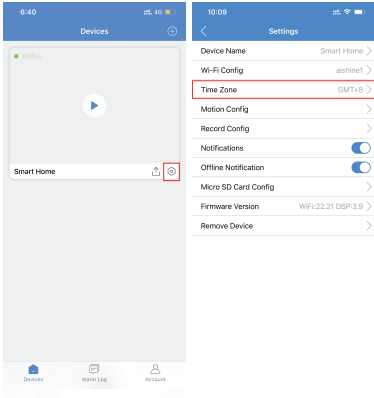 6:40
4G
Devices
Online
Smart Home
Devices
Alarm Log
Account
10:09
Settings
Device Name Smart Home
Wi-Fi Config aishine1
Time Zone GMT+8
Motion Config
Record Config
Notifications
Offline Notification
Micro SD Card Config
Firmware Version WiFi:22.21 DSP:3.9
Remove Device